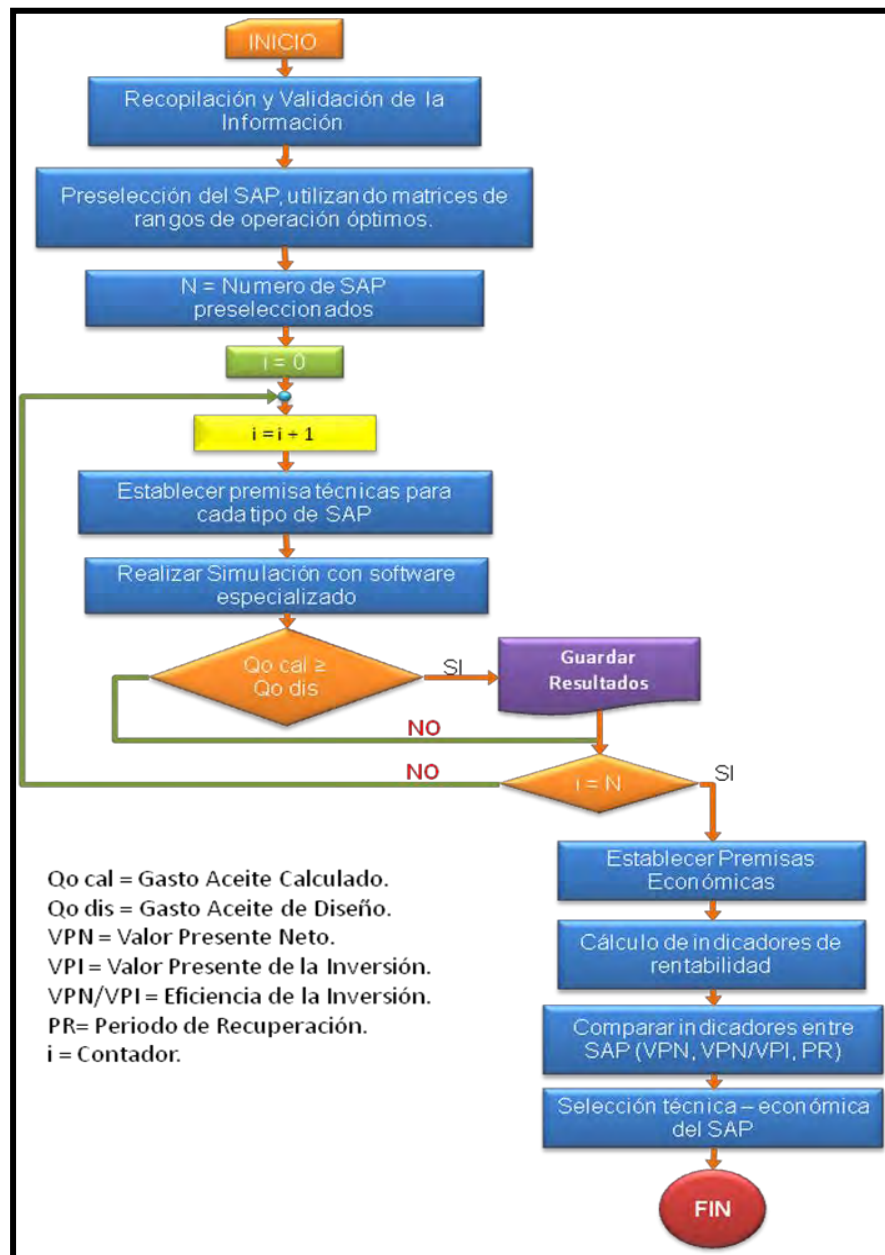 INICIO
Recopilación y Validación de la
Información
Preselección del SAP, utilizando matrices de
rangos de operación óptimos.
N = Numero de SAP
preseleccionados
i = 0
i = i + 1
Establecer premisa técnicas para
cada tipo de SAP
Realizar Simulación con software
especializado
Qo cal ≥
Qo dis
SI
Guardar
Resultados
NO
NO
i = N
SI
Establecer Premisas
Económicas
Cálculo de indicadores de
rentabilidad
Comparar indicadores entre
SAP (VPN, VPN/VPI, PR)
Selección técnica – económica
del SAP
FIN
Qo cal = Gasto Aceite Calculado.
Qo dis = Gasto Aceite de Diseño.
VPN = Valor Presente Neto.
VPI = Valor Presente de la Inversión.
VPN/VPI = Eficiencia de la Inversión.
PR= Periodo de Recuperación.
i = Contador.